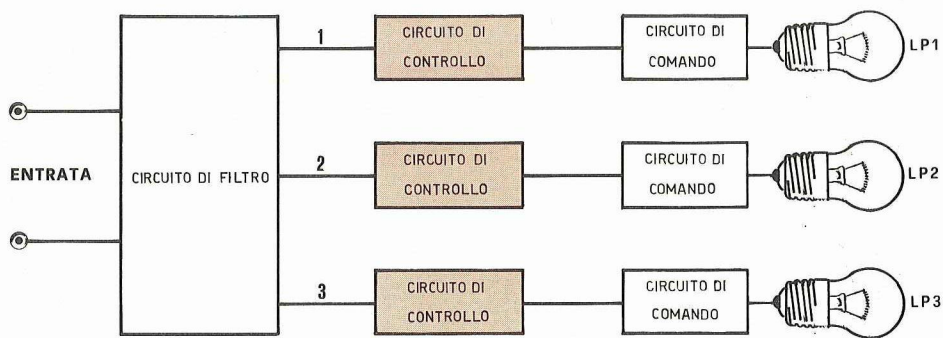 1
CIRCUITO DI
CONTROLLO
CIRCUITO DI
COMANDO
LP1
ENTRATA
CIRCUITO DI FILTRO
2
CIRCUITO DI
CONTROLLO
CIRCUITO DI
COMANDO
LP2
3
CIRCUITO DI
CONTROLLO
CIRCUITO DI
COMANDO
LP3